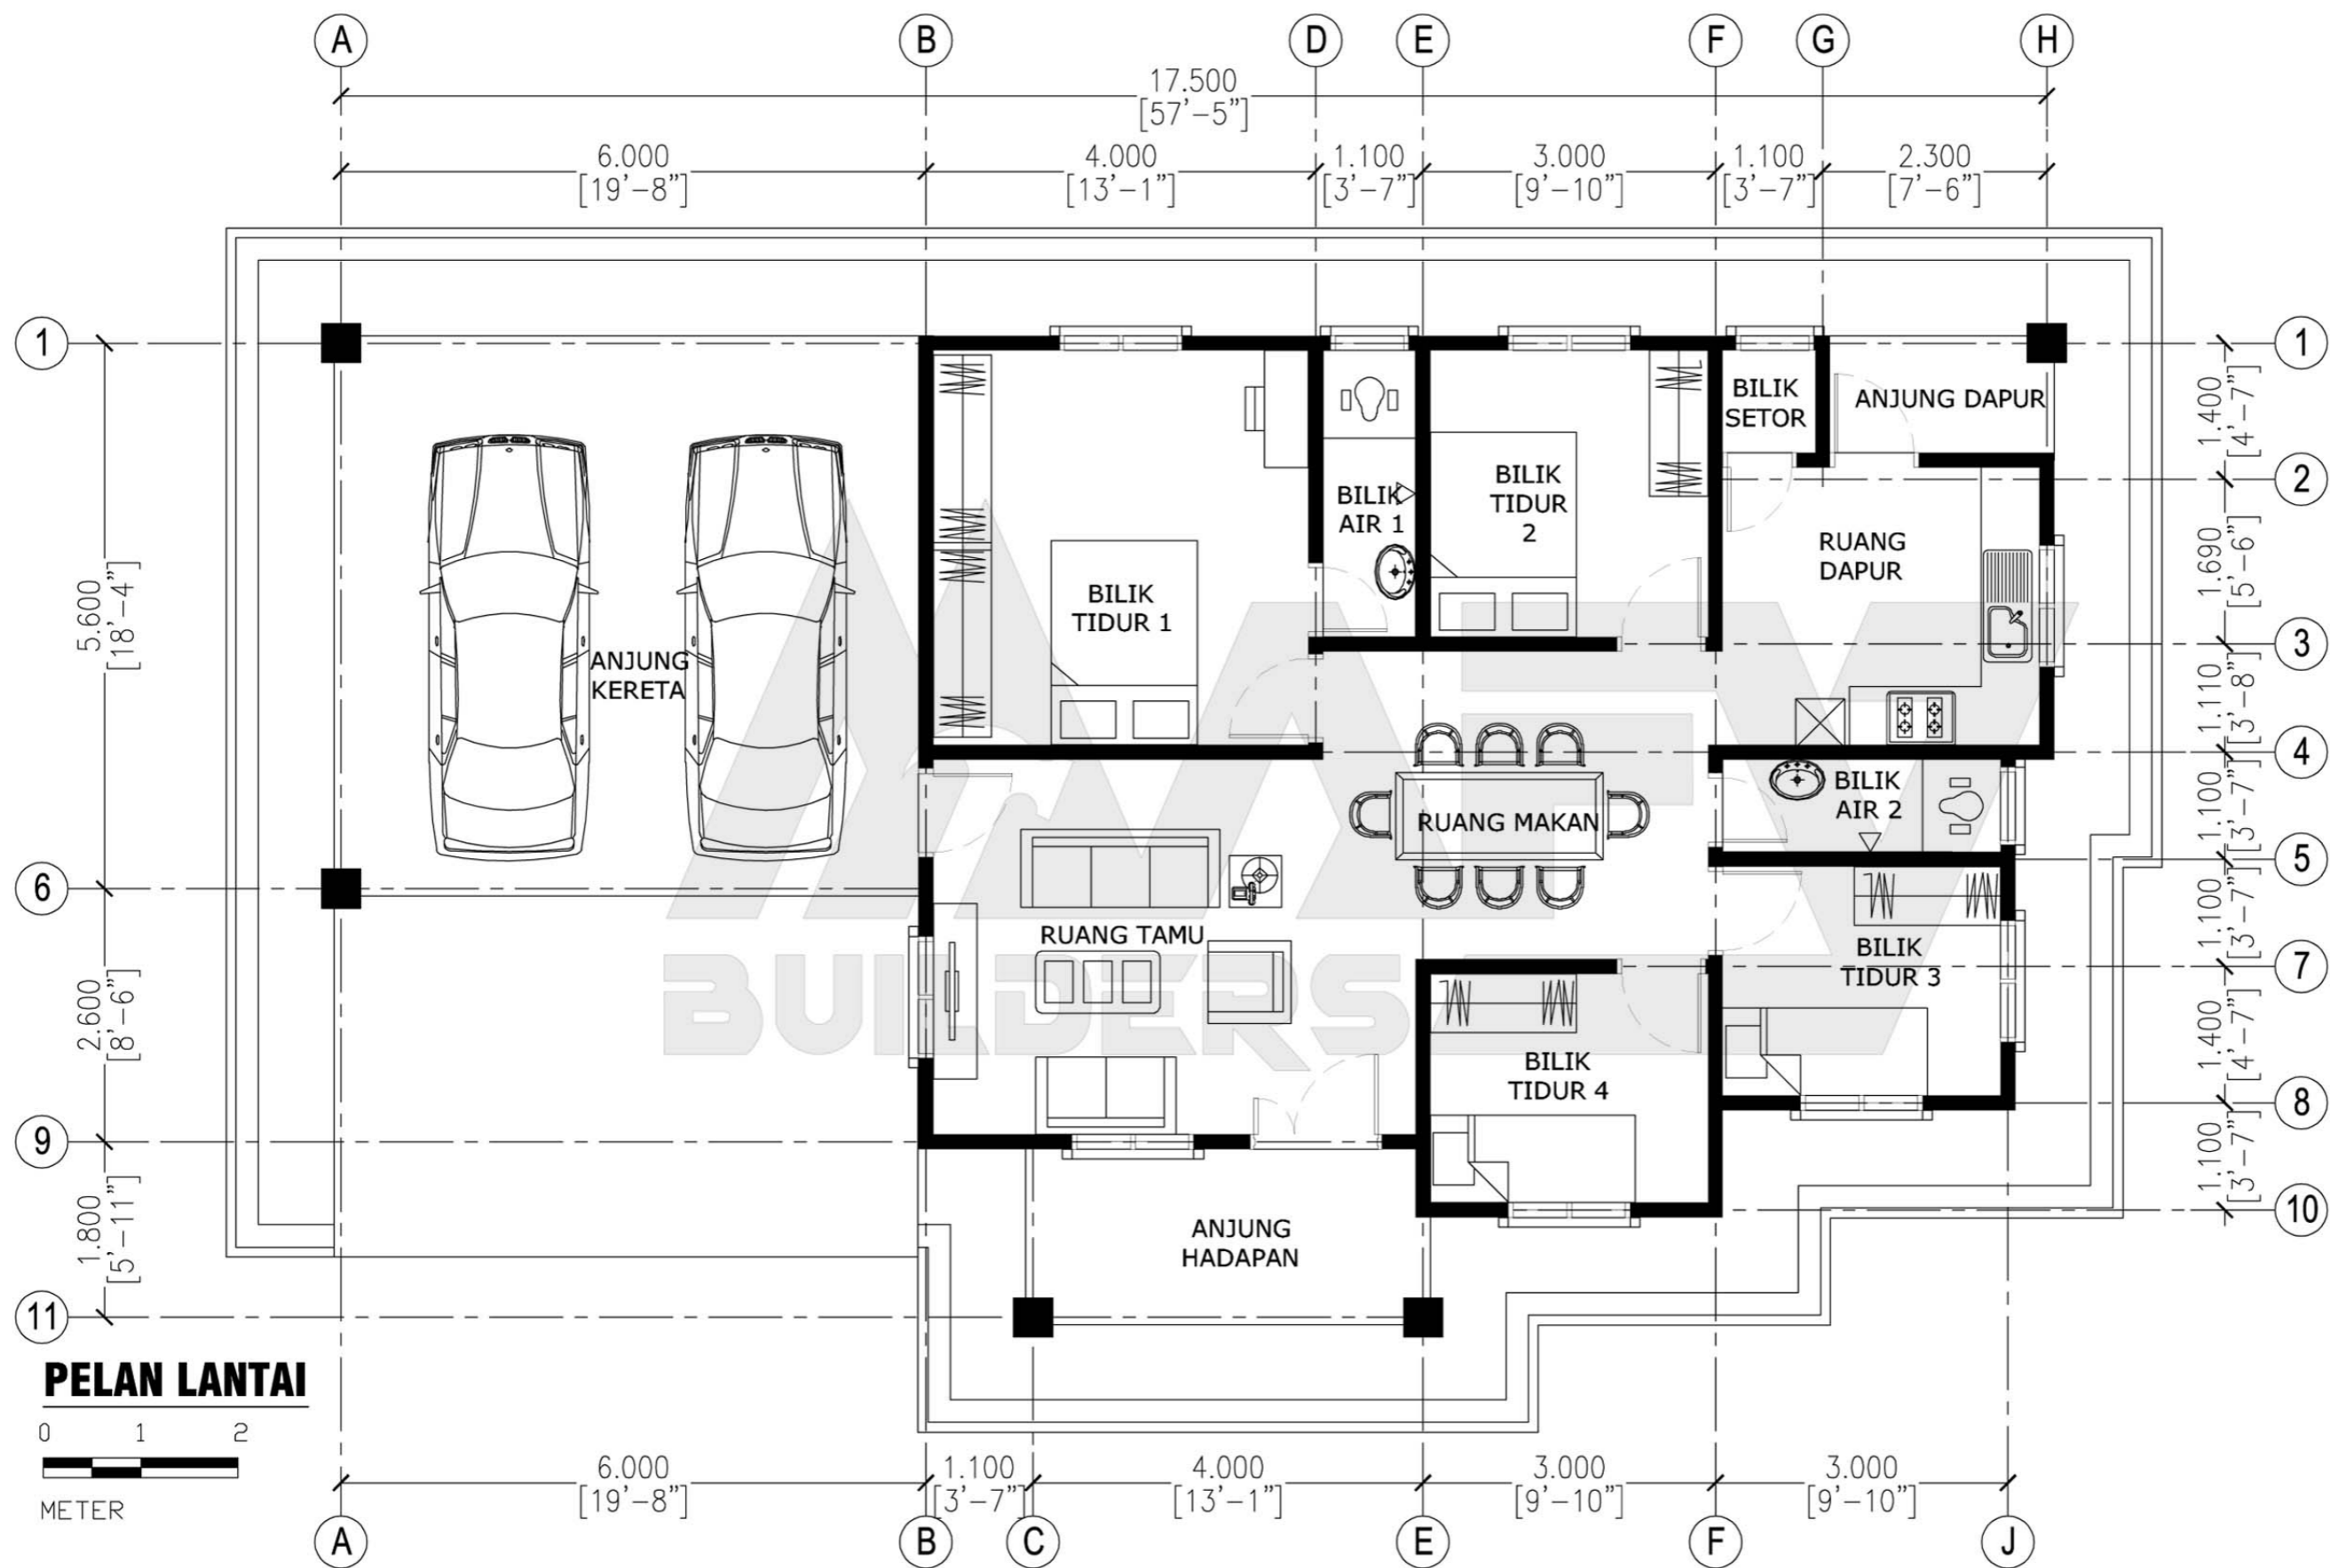 A
B
D
E
F
G
H
17.500
[57'-5"]
6.000
[19'-8"]
4.000
[13'-1"]
1.100
[3'-7"]
3.000
[9'-10"]
1.100
[3'-7"]
2.300
[7'-6"]
1
1
5.600
[18'-4"]
1.400
[4'-7"]
BILIK
SETOR
ANJUNG DAPUR
2
BILIK
AIR 1
BILIK
TIDUR
2
RUANG
DAPUR
1.690
[5'-6"]
BILIK
TIDUR 1
3
ANJUNG
KERETA
1.110
[3'-8"]
4
BILIK
AIR 2
RUANG MAKAN
1.100
[3'-7"]
5
6
RUANG TAMU
1.100
[3'-7"]
BILIK
TIDUR 3
7
BUILDERS
2.600
[8'-6"]
1.400
[4'-7"]
BILIK
TIDUR 4
8
9
1.100
[3'-7"]
10
1.800
[5'-11"]
ANJUNG
HADAPAN
11
PELAN LANTAI
0 1 2
METER
6.000
[19'-8"]
1.100
[3'-7"]
4.000
[13'-1"]
3.000
[9'-10"]
3.000
[9'-10"]
A
B
C
E
F
J